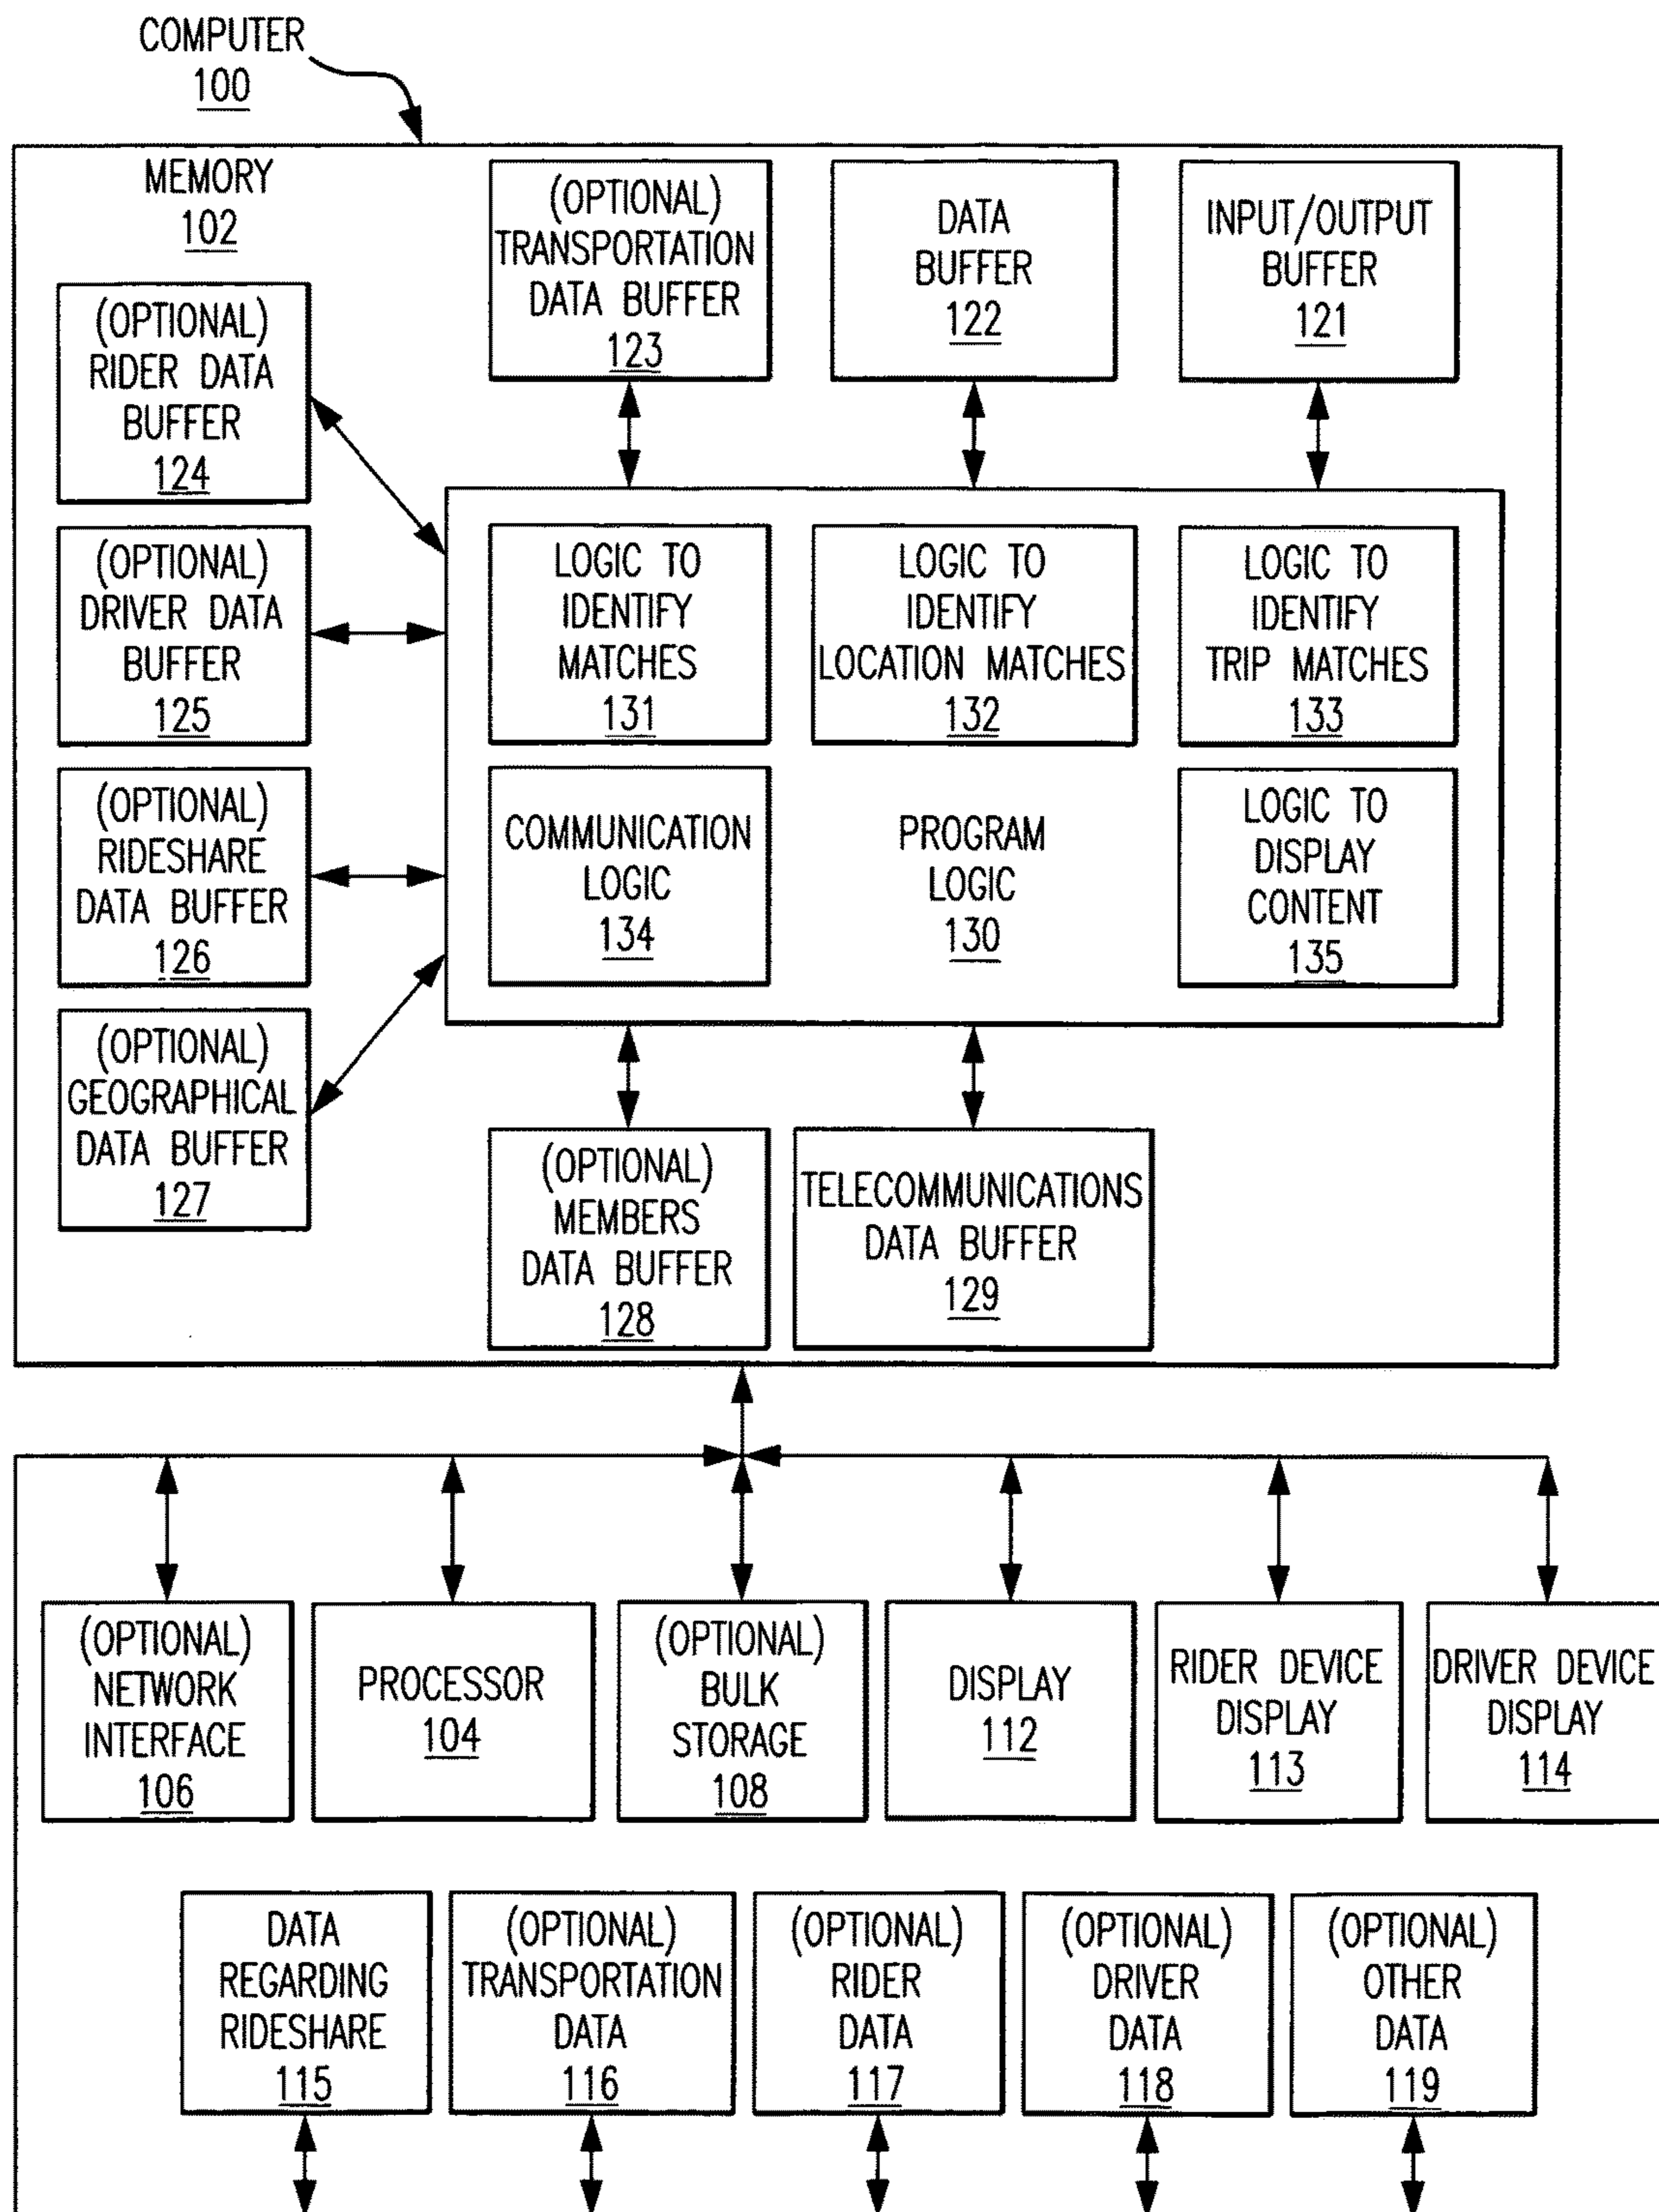 COMPUTER
100
MEMORY
102
(OPTIONAL)
TRANSPORTATION
DATA BUFFER
123
DATA
BUFFER
122
INPUT/OUTPUT
BUFFER
121
(OPTIONAL)
RIDER DATA
BUFFER
124
(OPTIONAL)
DRIVER DATA
BUFFER
125
(OPTIONAL)
RIDESHARE
DATA BUFFER
126
(OPTIONAL)
GEOGRAPHICAL
DATA BUFFER
127
LOGIC TO
IDENTIFY
MATCHES
131
LOGIC TO
IDENTIFY
LOCATION MATCHES
132
LOGIC TO
IDENTIFY
TRIP MATCHES
133
COMMUNICATION
LOGIC
134
PROGRAM
LOGIC
130
LOGIC TO
DISPLAY
CONTENT
135
(OPTIONAL)
MEMBERS
DATA BUFFER
128
TELECOMMUNICATIONS
DATA BUFFER
129
(OPTIONAL)
NETWORK
INTERFACE
106
PROCESSOR
104
(OPTIONAL)
BULK
STORAGE
108
DISPLAY
112
RIDER DEVICE
DISPLAY
113
DRIVER DEVICE
DISPLAY
114
DATA
REGARDING
RIDESHARE
115
(OPTIONAL)
TRANSPORTATION
DATA
116
(OPTIONAL)
RIDER
DATA
117
(OPTIONAL)
DRIVER
DATA
118
(OPTIONAL)
OTHER
DATA
119